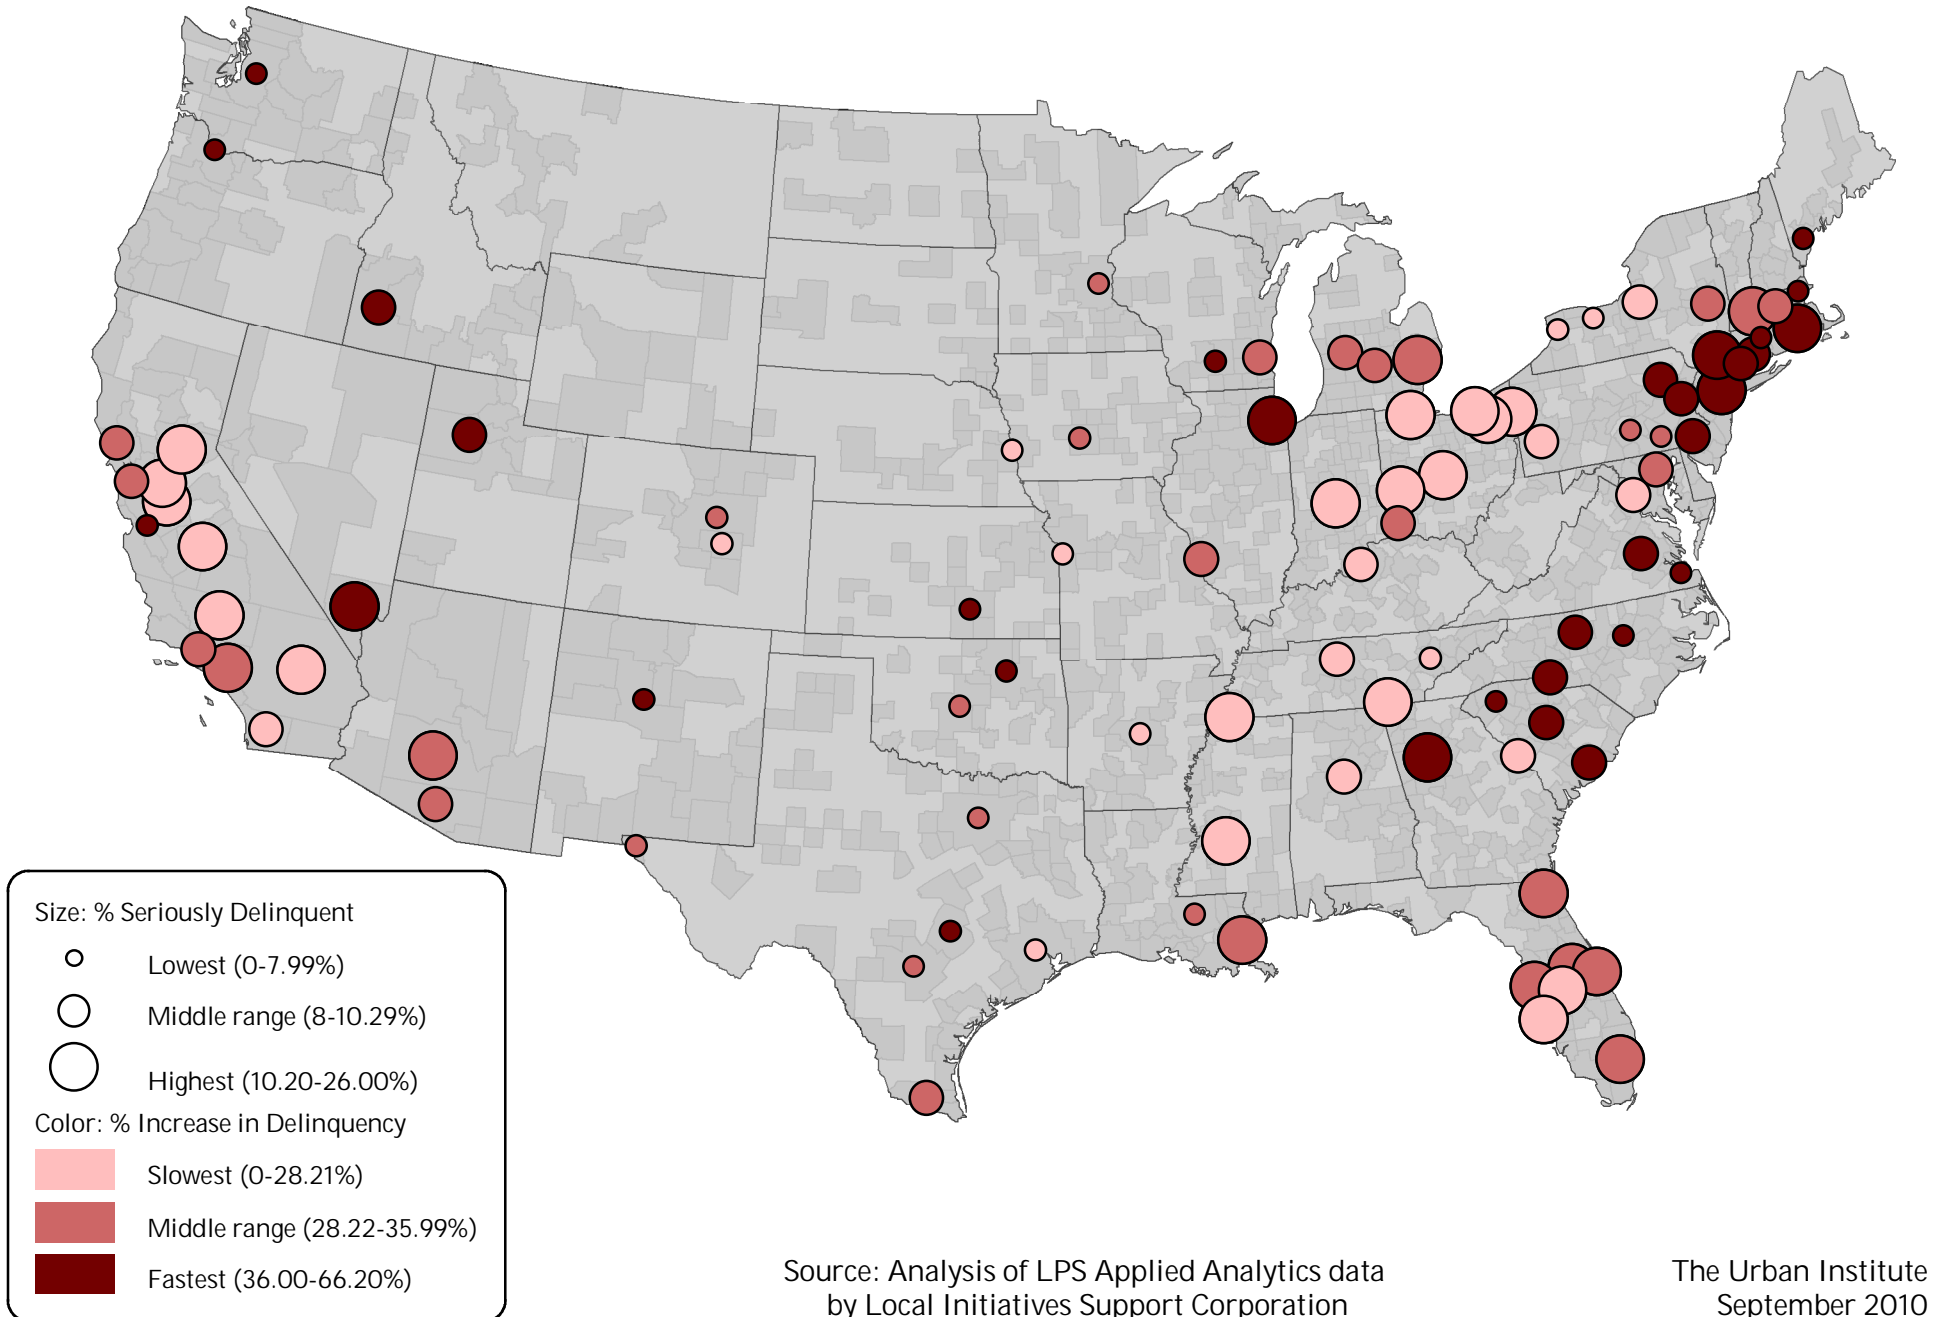 Size: % Seriously Delinquent
Lowest (0-7.99%)
Middle range (8-10.29%)
Highest (10.20-26.00%)
Color: % Increase in Delinquency
Slowest (0-28.21%)
Middle range (28.22-35.99%)
Fastest (36.00-66.20%)
Source: Analysis of LPS Applied Analytics data
by Local Initiatives Support Corporation
The Urban Institute
September 2010